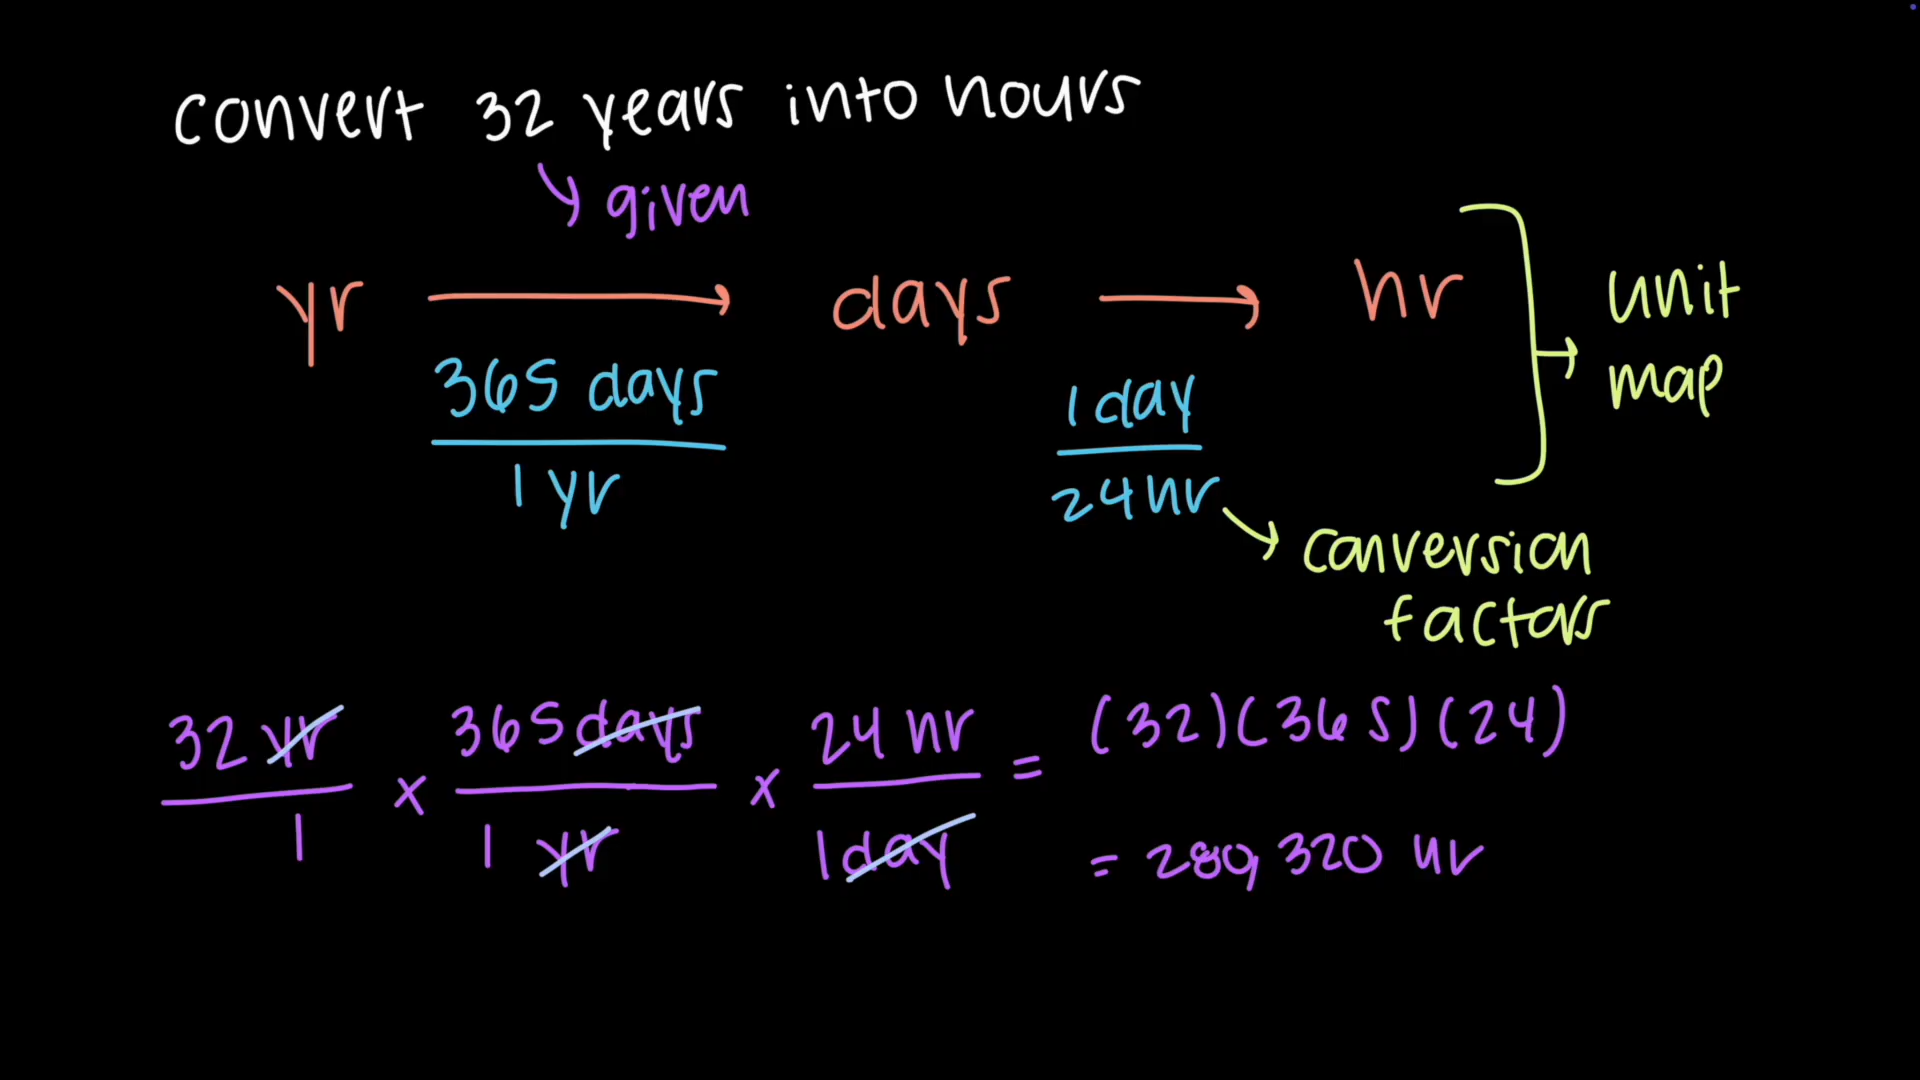 convert 32 years into hours
given
yr → days → hr
unit
map
365 days
1 yr
1 day
24 hr
conversion
factors
32 yr / 1 × 365 days / 1 yr × 24 hr / 1 day = (32)(365)(24)
= 280,320 hr